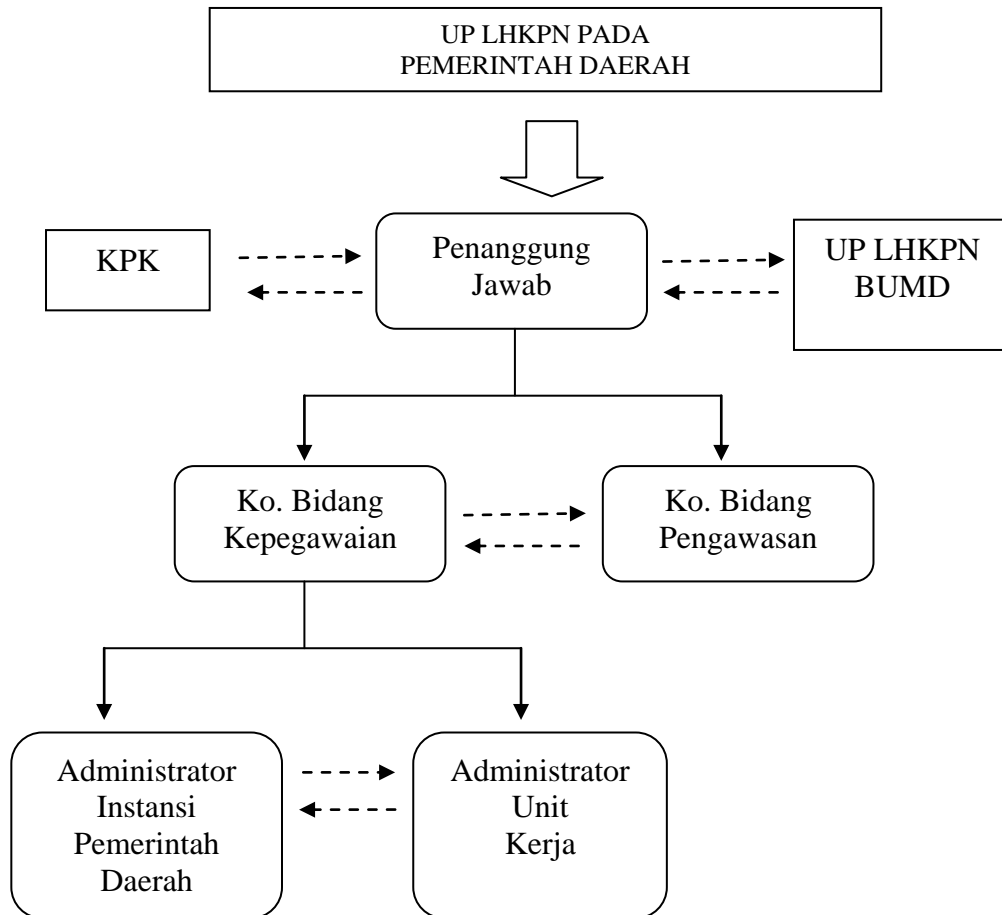 UP LHKPN PADA
PEMERINTAH DAERAH
KPK
Penanggung
Jawab
UP LHKPN
BUMD
Ko. Bidang
Kepegawaian
Ko. Bidang
Pengawasan
Administrator
Instansi
Pemerintah
Daerah
Administrator
Unit
Kerja